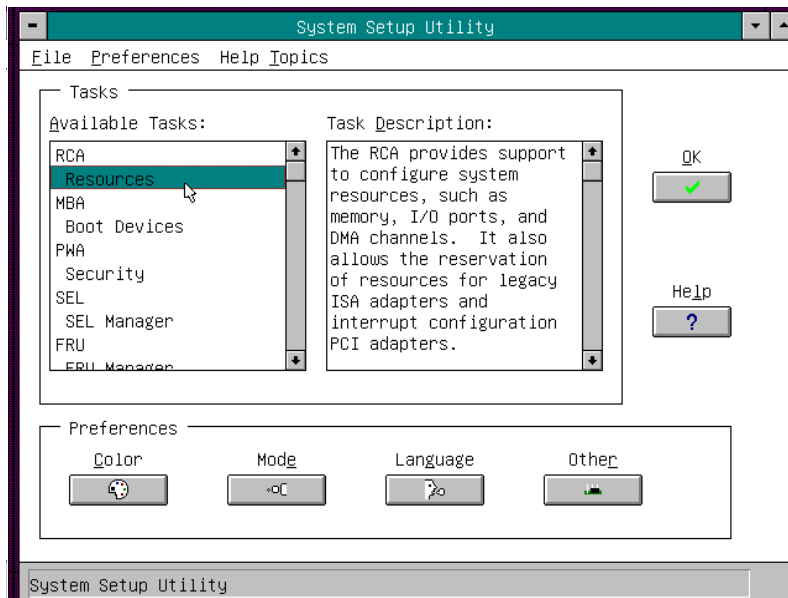 System Setup Utility
File Preferences Help Topics
Tasks
Available Tasks:
RCA
Resources
MBA
Boot Devices
PWA
Security
SEL
SEL Manager
FRU
FRU Manager
Task Description:
The RCA provides support
to configure system
resources, such as
memory, I/O ports, and
DMA channels.  It also
allows the reservation
of resources for legacy
ISA adapters and
interrupt configuration
PCI adapters.
OK
Help
?
Preferences
Color Mode Language Other
System Setup Utility